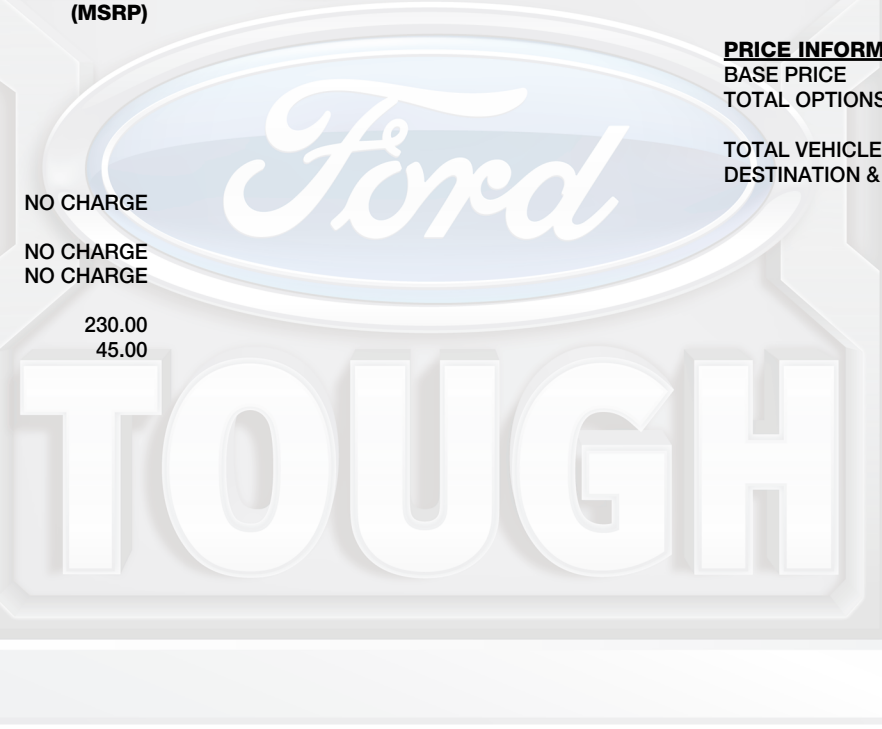 (MSRP)
PRICE INFORM
BASE PRICE
TOTAL OPTIONS
TOTAL VEHICLE
DESTINATION &
NO CHARGE
NO CHARGE
NO CHARGE
230.00
45.00
Ford
TOUGH